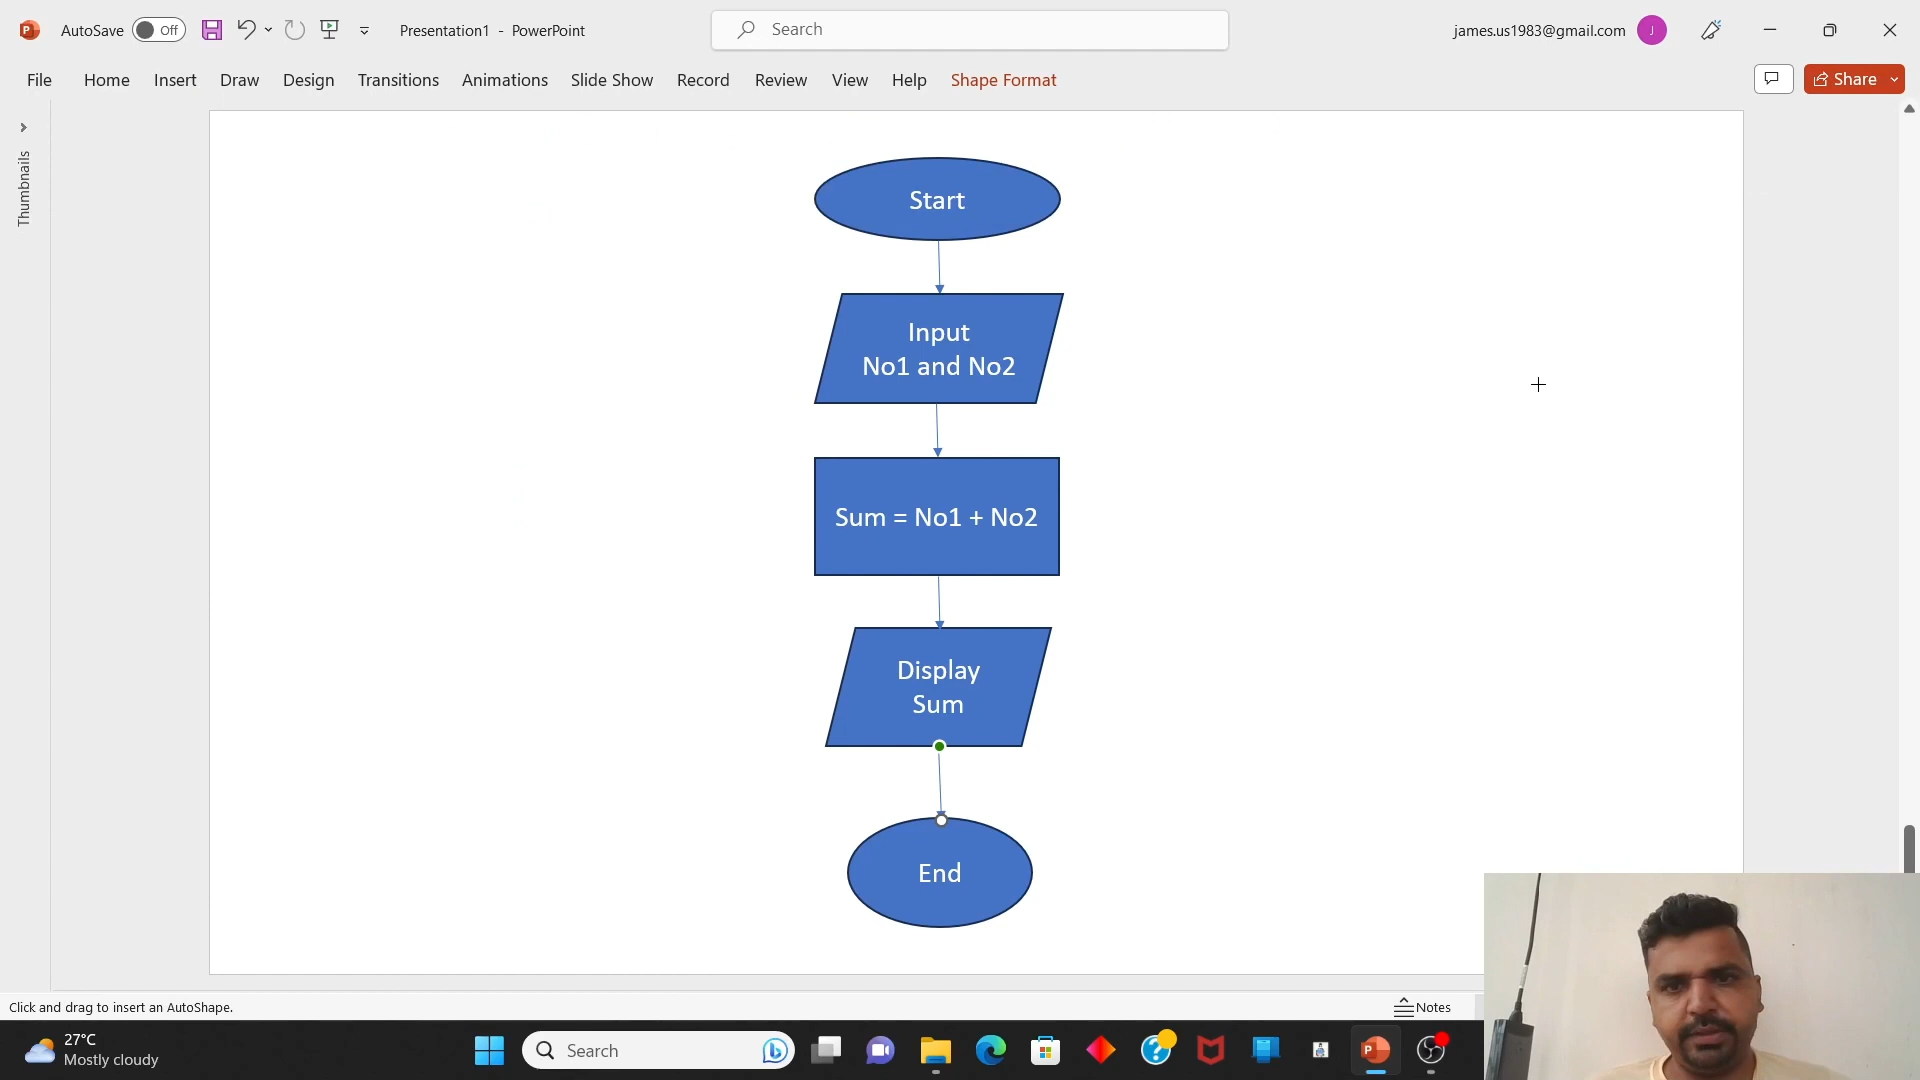 AutoSave Off Presentation1 - PowerPoint Search james.us1983@gmail.com J
File Home Insert Draw Design Transitions Animations Slide Show Record Review View Help Shape Format Share
Thumbnails
Start
Input
No1 and No2
Sum = No1 + No2
Display
Sum
End
Click and drag to insert an AutoShape. Notes
27°C
Mostly cloudy
Search